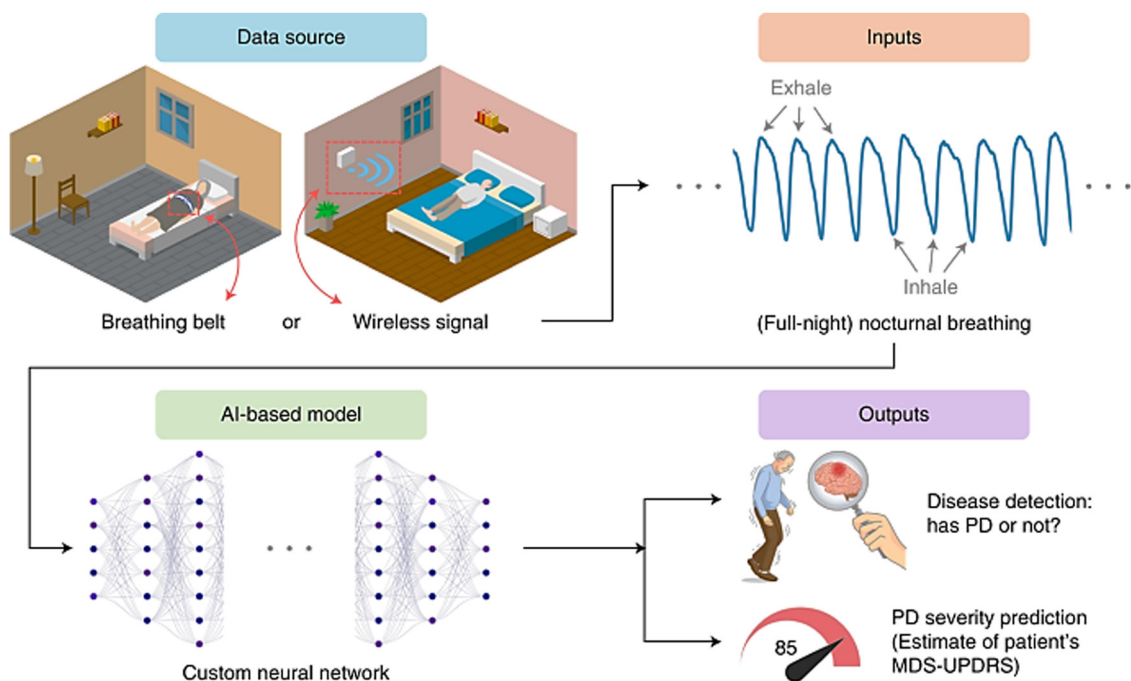 Data source
Inputs
Exhale
Inhale
Breathing belt or Wireless signal
(Full-night) nocturnal breathing
AI-based model
Outputs
Disease detection:
has PD or not?
PD severity prediction
(Estimate of patient's
MDS-UPDRS)
85
Custom neural network